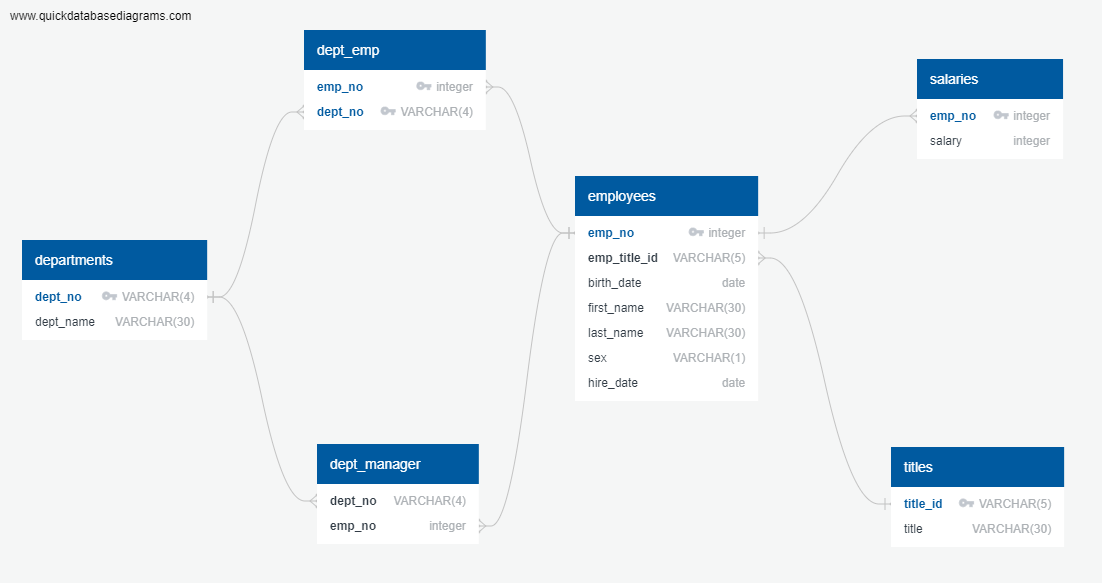 www.quickdatabasediagrams.com
dept_emp
emp_no integer
dept_no VARCHAR(4)
salaries
emp_no integer
salary integer
employees
emp_no integer
emp_title_id VARCHAR(5)
birth_date date
first_name VARCHAR(30)
last_name VARCHAR(30)
sex VARCHAR(1)
hire_date date
departments
dept_no VARCHAR(4)
dept_name VARCHAR(30)
dept_manager
dept_no VARCHAR(4)
emp_no integer
titles
title_id VARCHAR(5)
title VARCHAR(30)